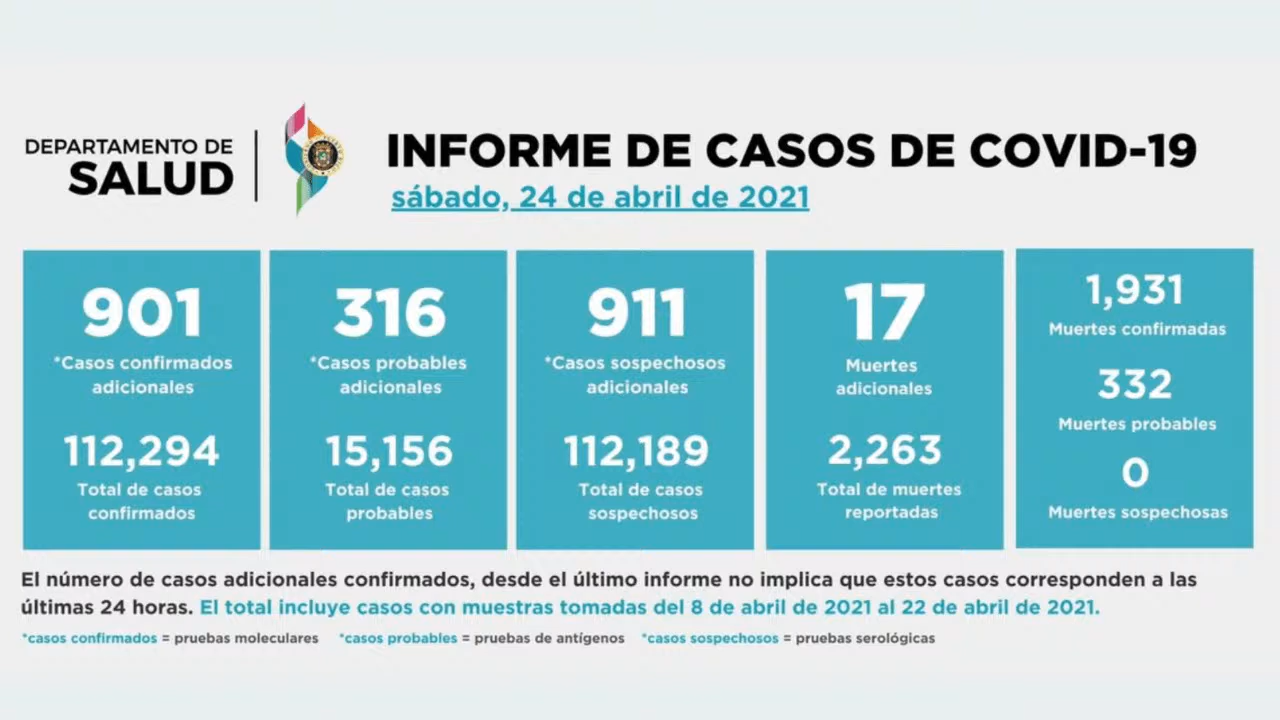 DEPARTAMENTO DE
SALUD
INFORME DE CASOS DE COVID-19
sábado, 24 de abril de 2021
901
*Casos confirmados
adicionales
112,294
Total de casos
confirmados
316
*Casos probables
adicionales
15,156
Total de casos
probables
911
*Casos sospechosos
adicionales
112,189
Total de casos
sospechosos
17
Muertes
adicionales
2,263
Total de muertes
reportadas
1,931
Muertes confirmadas
332
Muertes probables
0
Muertes sospechosas
El número de casos adicionales confirmados, desde el último informe no implica que estos casos corresponden a las
últimas 24 horas. El total incluye casos con muestras tomadas del 8 de abril de 2021 al 22 de abril de 2021.
*casos confirmados = pruebas moleculares *casos probables = pruebas de antígenos *casos sospechosos = pruebas serológicas